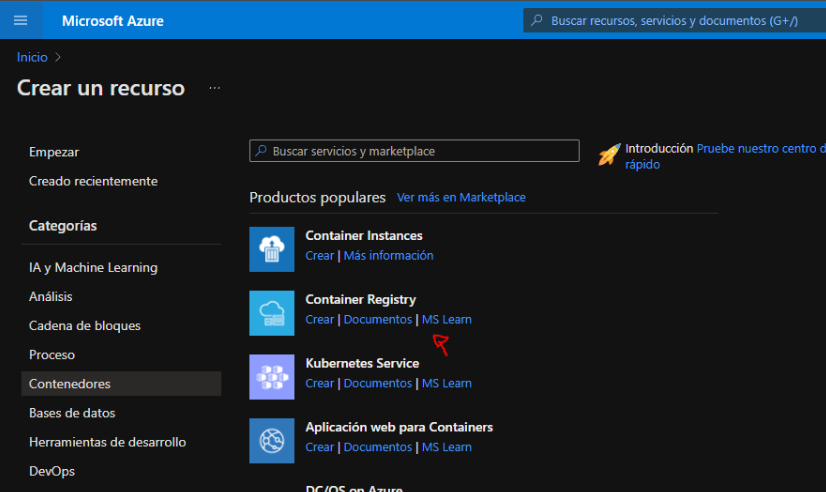 Microsoft Azure
Buscar recursos, servicios y documentos (G+/)
Inicio >
Crear un recurso ...
Empezar
Creado recientemente
Categorías
IA y Machine Learning
Análisis
Cadena de bloques
Proceso
Contenedores
Bases de datos
Herramientas de desarrollo
DevOps
Buscar servicios y marketplace
Introducción Pruebe nuestro centro d
rápido
Productos populares Ver más en Marketplace
Container Instances
Crear | Más información
Container Registry
Crear | Documentos | MS Learn
Kubernetes Service
Crear | Documentos | MS Learn
Aplicación web para Containers
Crear | Documentos | MS Learn
DC/OS on Azure